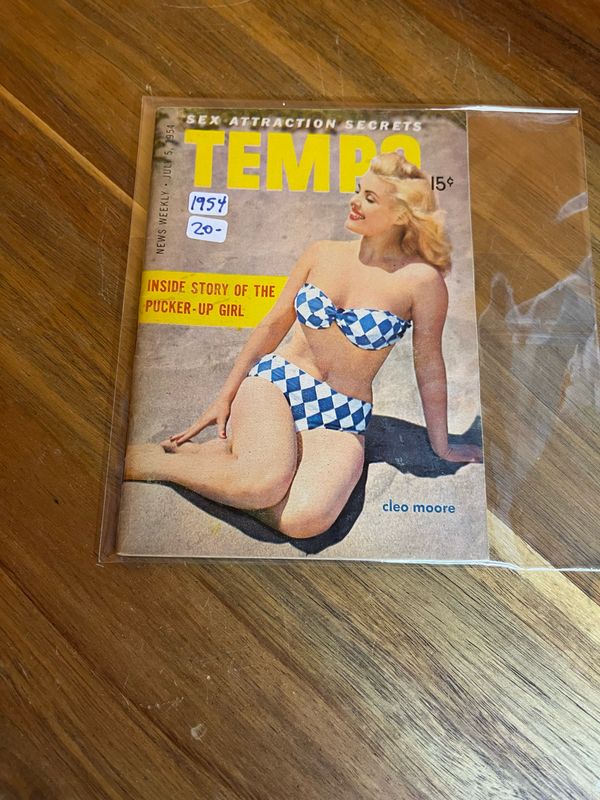 SEX ATTRACTION SECRETS
TEMPO
15¢
NEWS WEEKLY • JULY 5, 1954
1954
20-
INSIDE STORY OF THE
PUCKER-UP GIRL
cleo moore